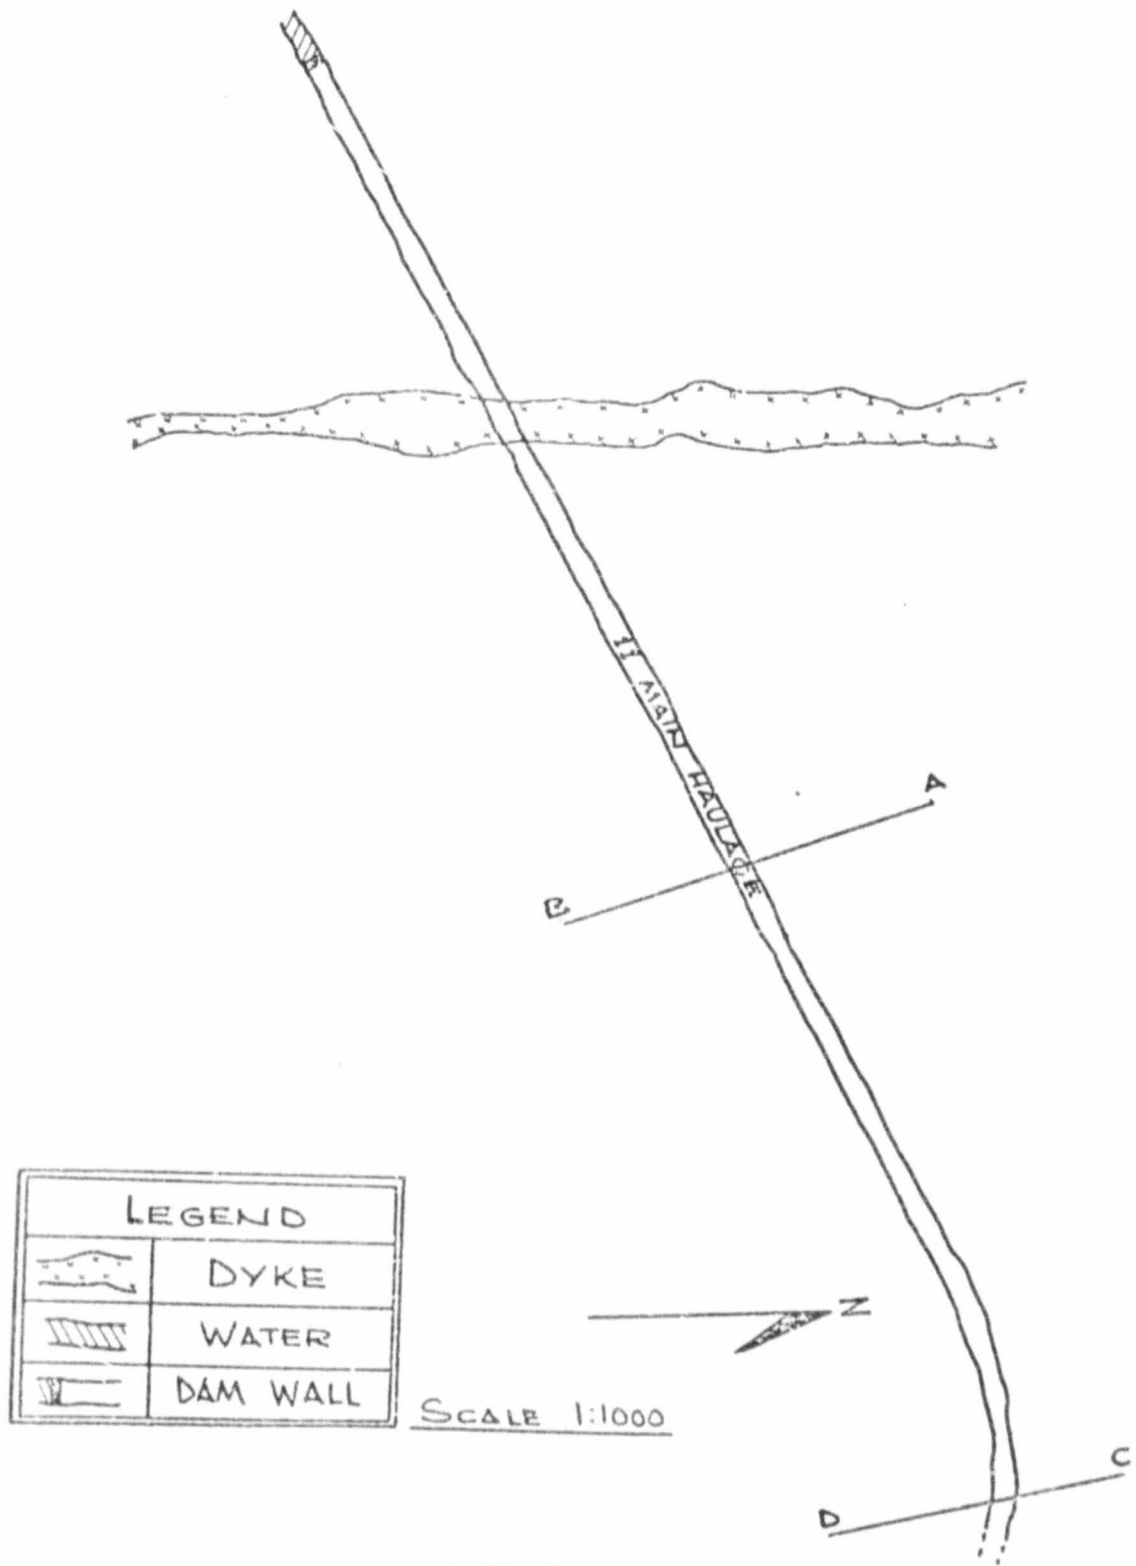 11 MAIN HAULAGE
A
B
LEGEND
DYKE
WATER
DAM WALL
N
SCALE 1:1000
C
D